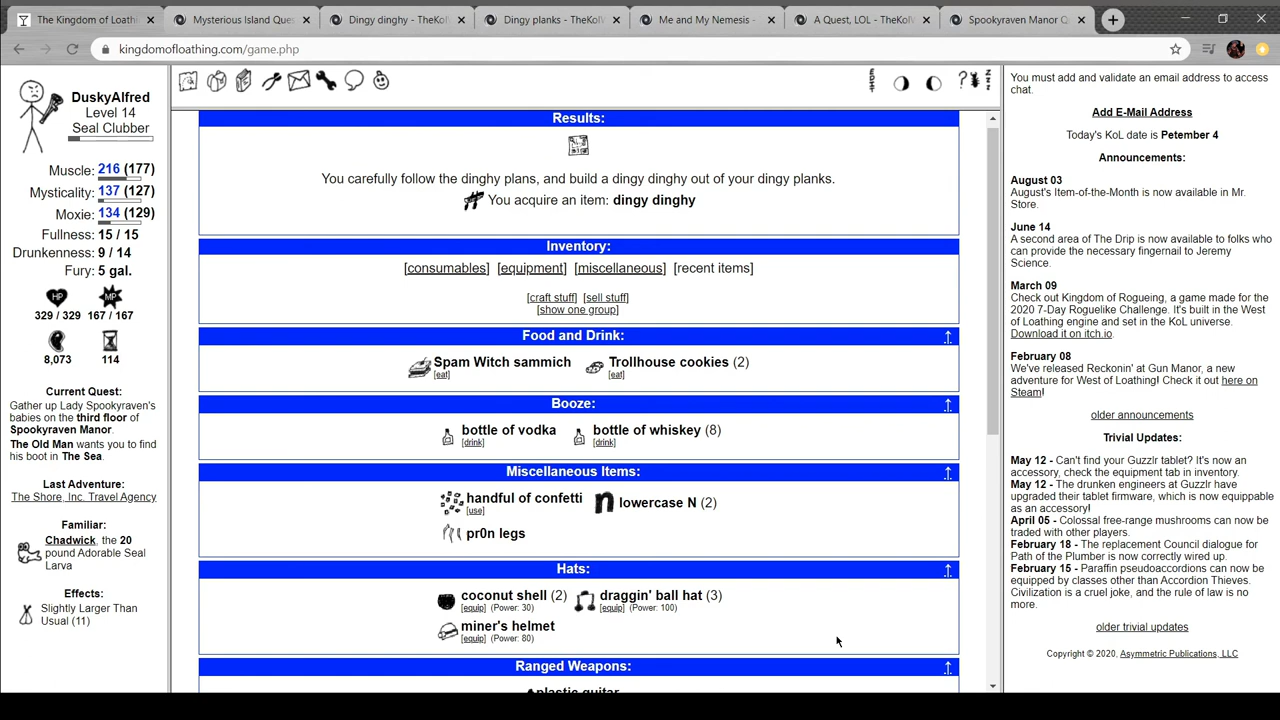 The Kingdom of Loathi
Mysterious Island Ques
Dingy dinghy - TheKolW
Dingy planks - TheKolW
Me and My Nemesis -
A Quest, LOL - TheKolW
Spookyraven Manor Q
kingdomofloathing.com/game.php
DuskyAlfred
Level 14
Seal Clubber
Muscle: 216 (177)
Mysticality: 137 (127)
Moxie: 134 (129)
Fullness: 15 / 15
Drunkenness: 9 / 14
Fury: 5 gal.
HP MP
329 / 329 167 / 167
8,073 114
Current Quest:
Gather up Lady Spookyraven's
babies on the third floor of
Spookyraven Manor.
The Old Man wants you to find
his boot in The Sea.
Last Adventure:
The Shore, Inc. Travel Agency
Familiar:
Chadwick, the 20
pound Adorable Seal
Larva
Effects:
Slightly Larger Than
Usual (11)
Results:
You carefully follow the dinghy plans, and build a dingy dinghy out of your dingy planks.
You acquire an item: dingy dinghy
Inventory:
[consumables] [equipment] [miscellaneous] [recent items]
[craft stuff] [sell stuff]
[show one group]
Food and Drink:
Spam Witch sammich Trollhouse cookies (2)
[eat] [eat]
Booze:
bottle of vodka bottle of whiskey (8)
[drink] [drink]
Miscellaneous Items:
handful of confetti lowercase N (2)
[use]
pr0n legs
Hats:
coconut shell (2) draggin' ball hat (3)
[equip] (Power: 30) [equip] (Power: 100)
miner's helmet
[equip] (Power: 80)
Ranged Weapons:
plastic guitar
You must add and validate an email address to access
chat.
Add E-Mail Address
Today's KoL date is Petember 4
Announcements:
August 03
August's Item-of-the-Month is now available in Mr.
Store.
June 14
A second area of The Drip is now available to folks who
can provide the necessary fingernail to Jeremy
Science.
March 09
Check out Kingdom of Rogueing, a game made for the
2020 7-Day Roguelike Challenge. It's built in the West
of Loathing engine and set in the KoL universe.
Download it on itch.io.
February 08
We've released Reckonin' at Gun Manor, a new
adventure for West of Loathing! Check it out here on
Steam!
older announcements
Trivial Updates:
May 12 - Can't find your Guzzlr tablet? It's now an
accessory, check the equipment tab in inventory.
May 12 - The drunken engineers at Guzzlr have
upgraded their tablet firmware, which is now equippable
as an accessory!
April 05 - Colossal free-range mushrooms can now be
traded with other players.
February 18 - The replacement Council dialogue for
Path of the Plumber is now correctly wired up.
February 15 - Paraffin pseudoaccordions can now be
equipped by classes other than Accordion Thieves.
Civilization is a cruel joke, and the rule of law is no
more.
older trivial updates
Copyright © 2020, Asymmetric Publications, LLC